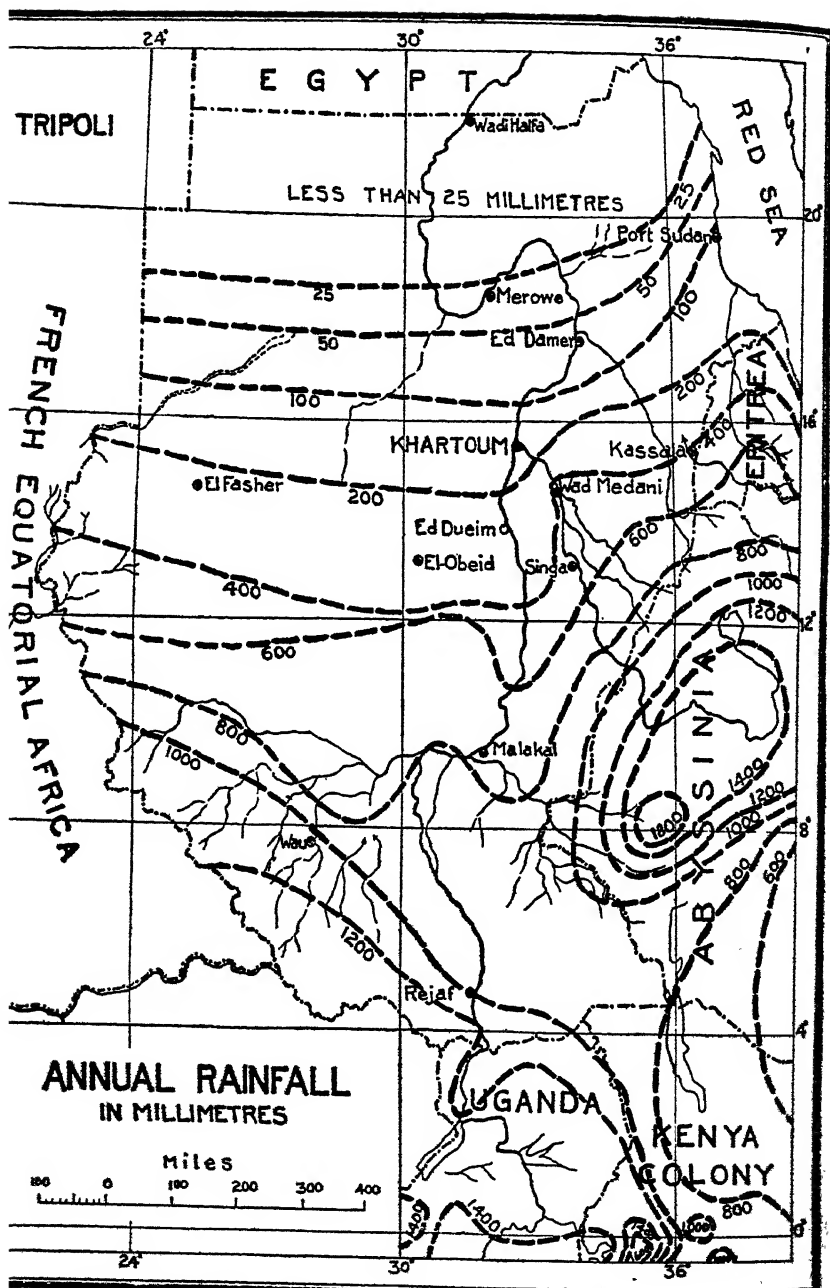 24°
30°
36°
EGYPT
TRIPOLI
Wadi Halfa
RED SEA
LESS THAN 25 MILLIMETRES
25
20°
Port Sudan
25
Merowe
50
50
Ed Damer
100
FRENCH EQUATORIAL AFRICA
100
200
16°
ERITREA
KHARTOUM
Kassala
400
El Fasher
200
Wad Medani
Ed Dueim
600
El-Obeid
Singa
800
400
1000
1200
12°
600
800
Malakal
1000
ABYSSINIA
1400
1200
1800
1000
8°
Wau
800
600
1200
Rejaf
4°
ANNUAL RAINFALL
IN MILLIMETRES
UGANDA
KENYA
COLONY
Miles
100 0 100 200 300 400
800
1400
1400
1000
0°
24°
30°
36°